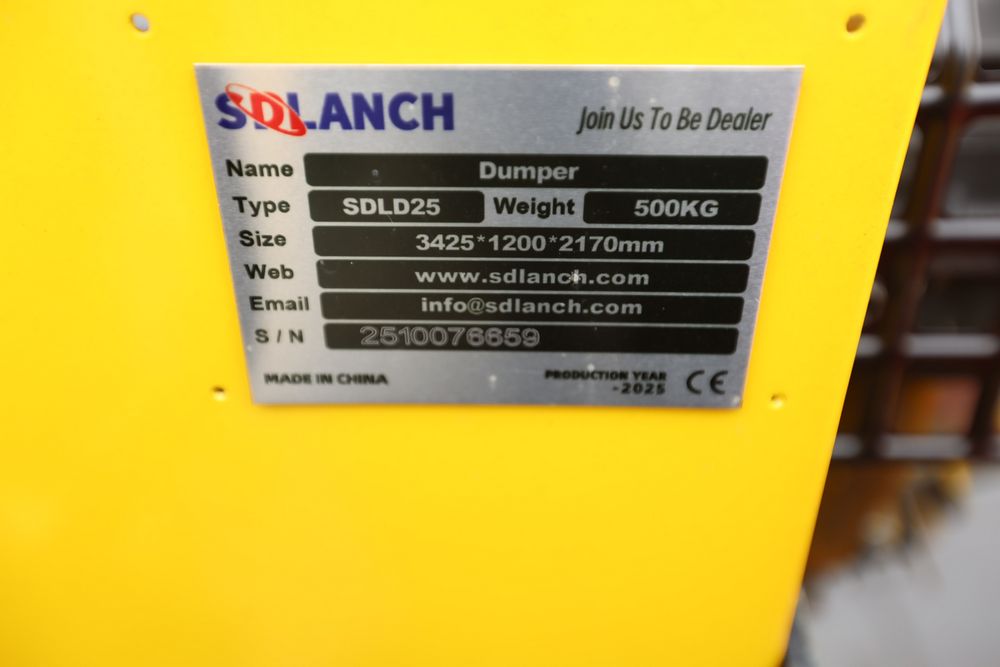 SDLANCH
Join Us To Be Dealer
Name Dumper
Type SDLD25 Weight 500KG
Size 3425*1200*2170mm
Web www.sdlanch.com
Email info@sdlanch.com
S / N 2510076659
MADE IN CHINA
PRODUCTION YEAR
-2025
CE